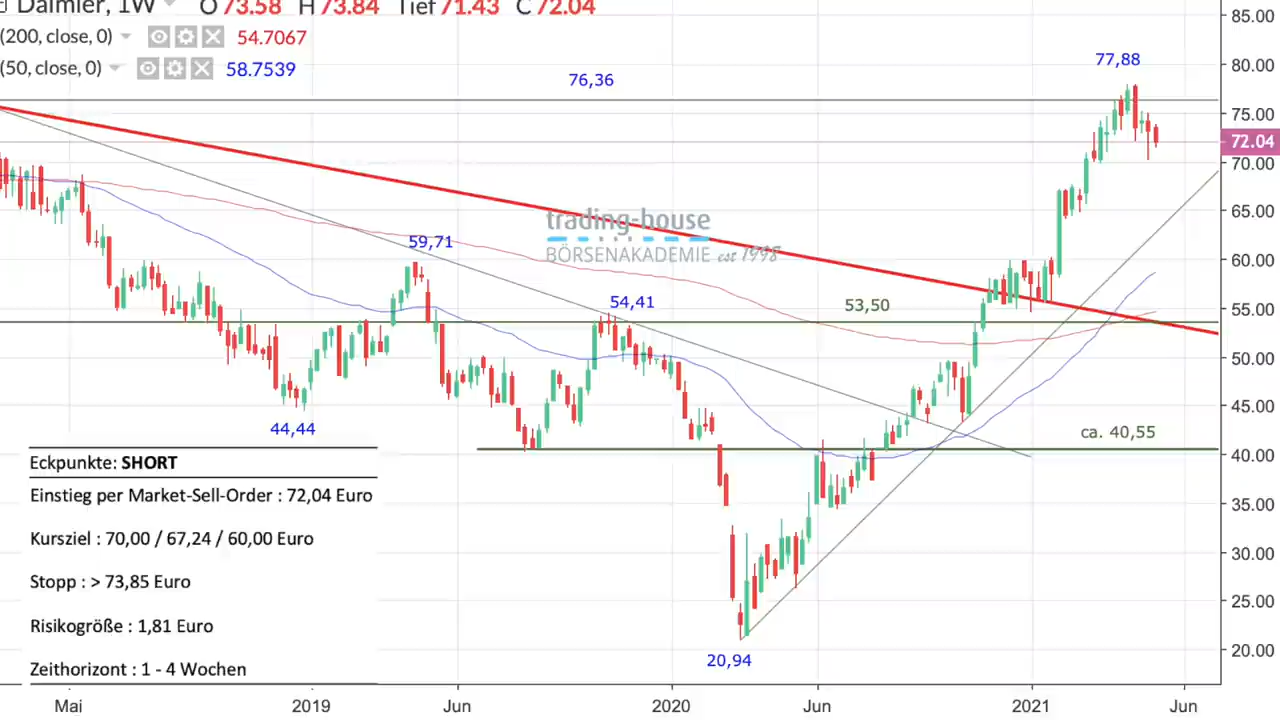 Daimler, 1W O 73.58 H 73.84 Tief 71.43 C 72.04
(200, close, 0) 54.7067
(50, close, 0) 58.7539
85.00
77,88
76,36
80.00
75.00
72.04
70.00
65.00
trading-house
BÖRSENAKADEMIE est 1998
59,71
60.00
54,41
53,50
55.00
50.00
45.00
44,44
ca. 40,55
40.00
Eckpunkte: SHORT
Einstieg per Market-Sell-Order : 72,04 Euro
Kursziel : 70,00 / 67,24 / 60,00 Euro
Stopp : > 73,85 Euro
Risikogröße : 1,81 Euro
Zeithorizont : 1 - 4 Wochen
35.00
30.00
25.00
20.00
20,94
Mai 2019 Jun 2020 Jun 2021 Jun